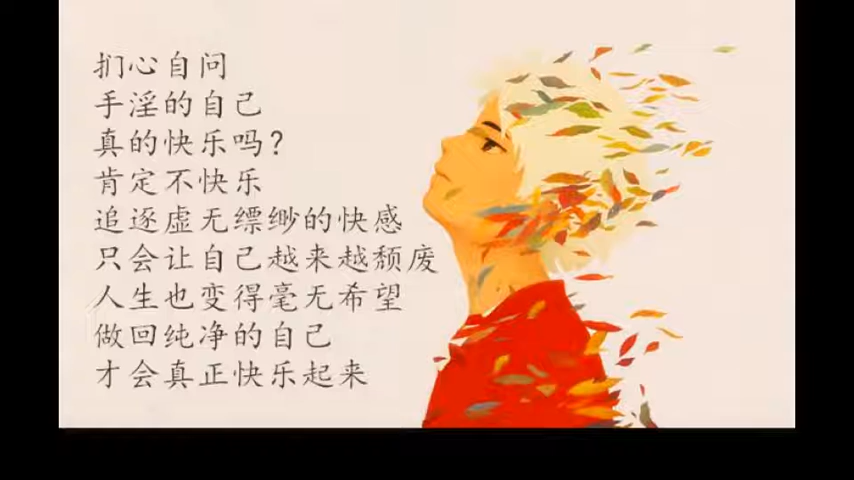 扪心自问
手淫的自己
真的快乐吗？
肯定不快乐
追逐虚无缥缈的快感
只会让自己越来越颓废
人生也变得毫无希望
做回纯净的自己
才会真正快乐起来